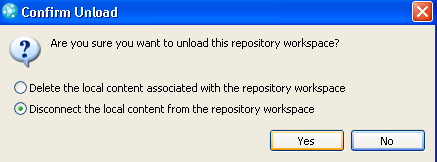 Confirm Unload
Are you sure you want to unload this repository workspace?
Delete the local content associated with the repository workspace
Disconnect the local content from the repository workspace
Yes No